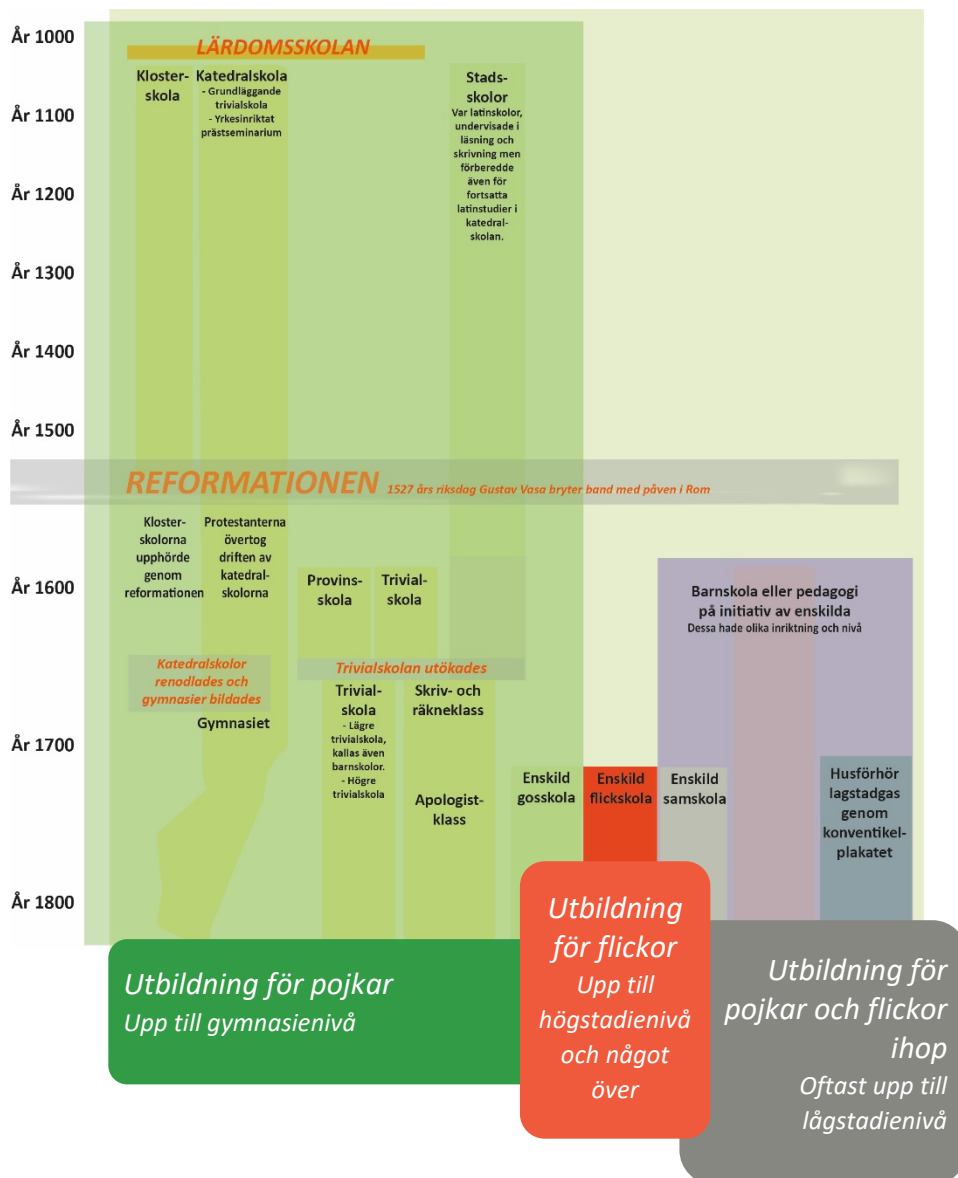 År 1000
LÄRDOMSSKOLAN
Kloster-
skola
Katedralskola
- Grundläggande
trivialskola
- Yrkesinriktat
prästseminarium
Stads-
skolor
Var latinskolor,
undervisade i
läsning och
skrivning men
förberedde
även för
fortsatta
latinstudier i
katedral-
skolan.
År 1100
År 1200
År 1300
År 1400
År 1500
REFORMATIONEN 1527 års riksdag Gustav Vasa bryter band med påven i Rom
Kloster-
skolorna
upphörde
genom
reformationen
Protestanterna
övertog
driften av
katedral-
skolorna
År 1600
Provins-
skola
Trivial-
skola
Barnskola eller pedagogi
på initiativ av enskilda
Dessa hade olika inriktning och nivå
Katedralskolor
renodlades och
gymnasier bildades
Trivialskolan utökades
Gymnasiet
Trivial-
skola
- Lägre
trivialskola,
kallas även
barnskolor.
- Högre
trivialskola
Skriv- och
räkneklass
År 1700
Apologist-
klass
Enskild
gosskola
Enskild
flickskola
Enskild
samskola
Husförhör
lagstadgas
genom
konventikel-
plakatet
År 1800
Utbildning för pojkar
Upp till gymnasienivå
Utbildning
för flickor
Upp till
högstadienivå
och något
över
Utbildning för
pojkar och flickor
ihop
Oftast upp till
lågstadienivå